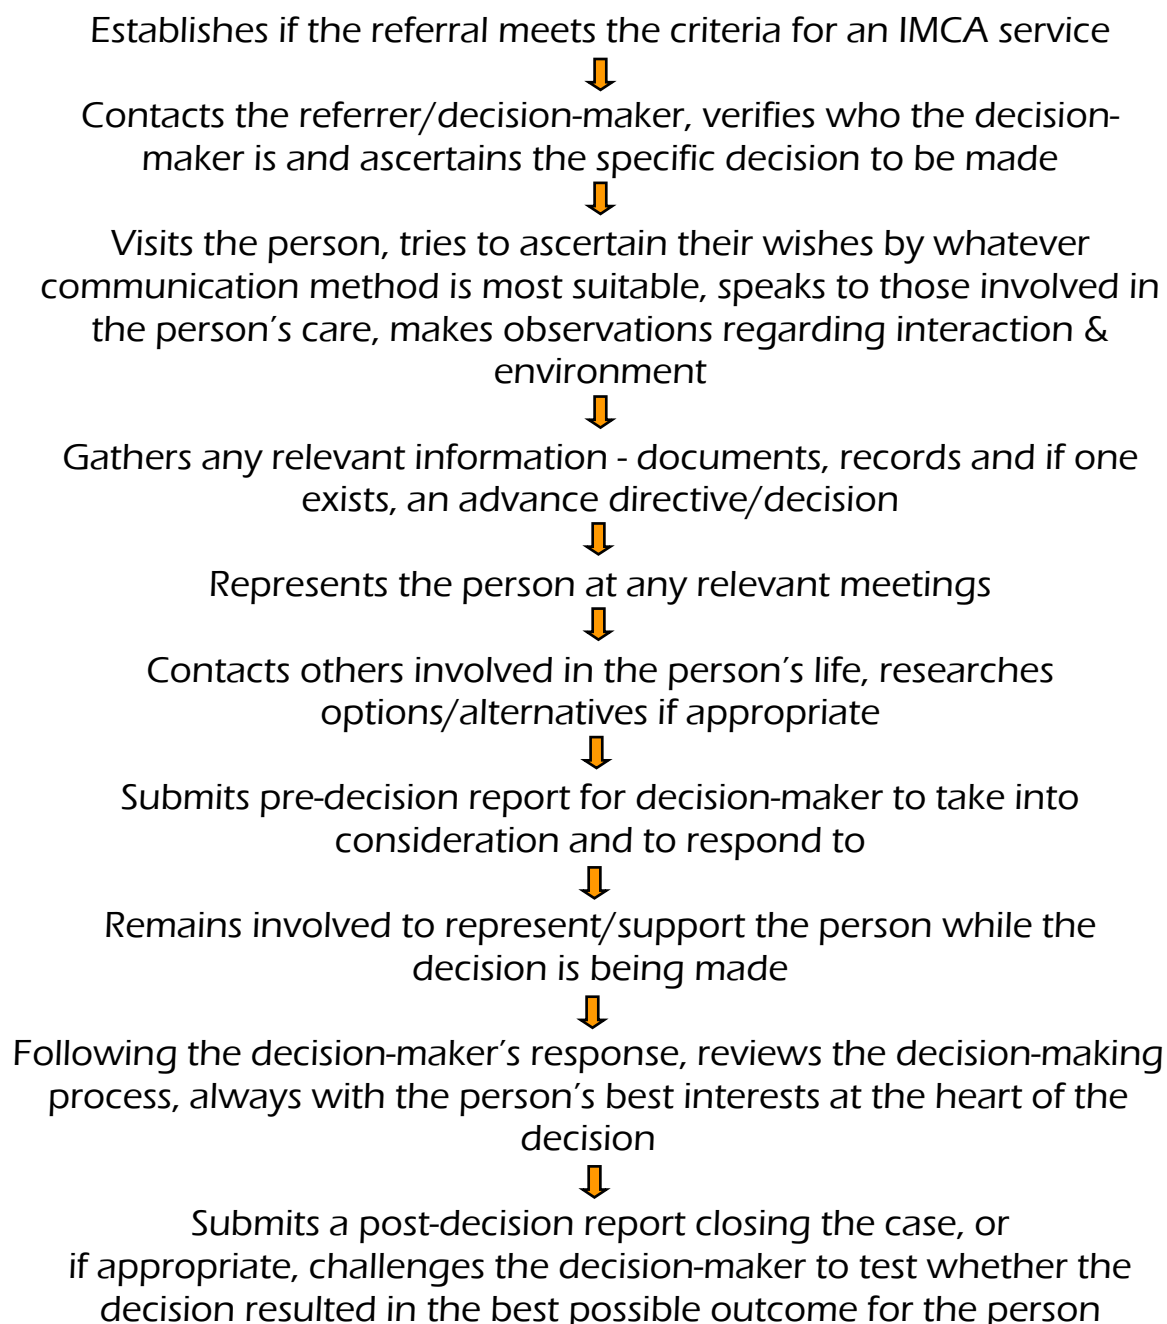 Establishes if the referral meets the criteria for an IMCA service
Contacts the referrer/decision-maker, verifies who the decision-
maker is and ascertains the specific decision to be made
Visits the person, tries to ascertain their wishes by whatever
communication method is most suitable, speaks to those involved in
the person's care, makes observations regarding interaction &
environment
Gathers any relevant information - documents, records and if one
exists, an advance directive/decision
Represents the person at any relevant meetings
Contacts others involved in the person's life, researches
options/alternatives if appropriate
Submits pre-decision report for decision-maker to take into
consideration and to respond to
Remains involved to represent/support the person while the
decision is being made
Following the decision-maker's response, reviews the decision-making
process, always with the person's best interests at the heart of the
decision
Submits a post-decision report closing the case, or
if appropriate, challenges the decision-maker to test whether the
decision resulted in the best possible outcome for the person